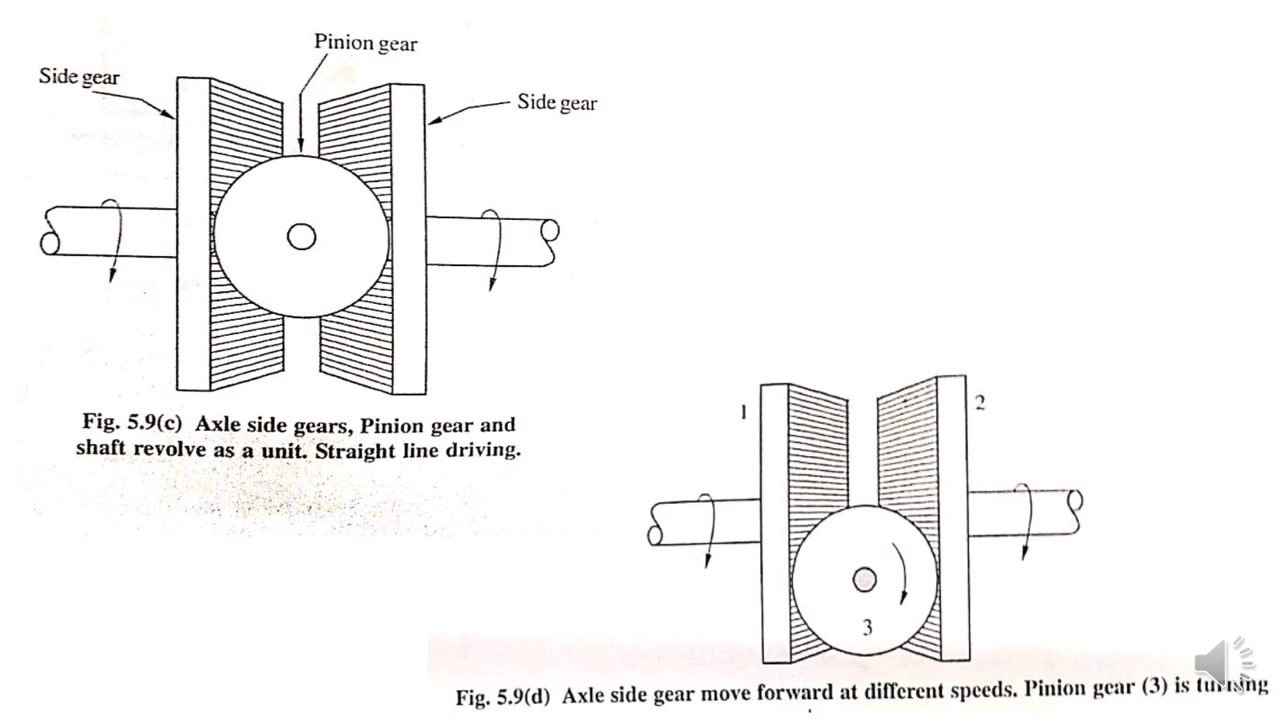 Pinion gear
Side gear
Side gear
Fig. 5.9(c) Axle side gears, Pinion gear and
shaft revolve as a unit. Straight line driving.
1
2
3
Fig. 5.9(d) Axle side gear move forward at different speeds. Pinion gear (3) is turning